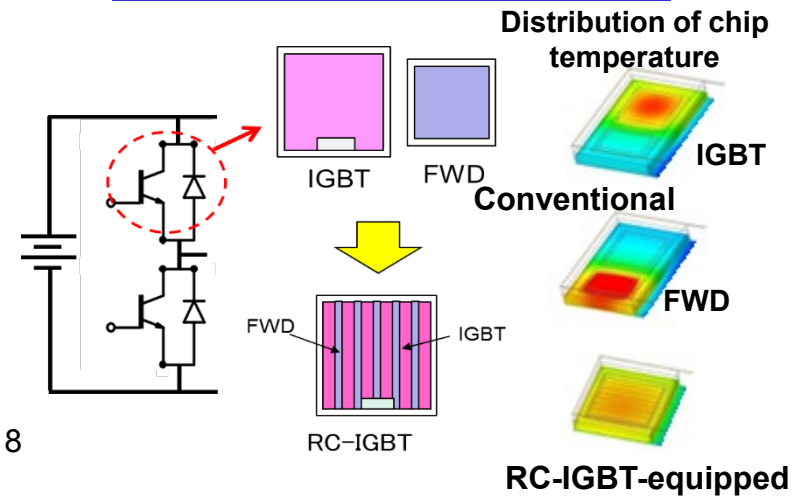 Distribution of chip
temperature
IGBT
FWD
IGBT
Conventional
FWD
FWD
IGBT
8
RC-IGBT
RC-IGBT-equipped